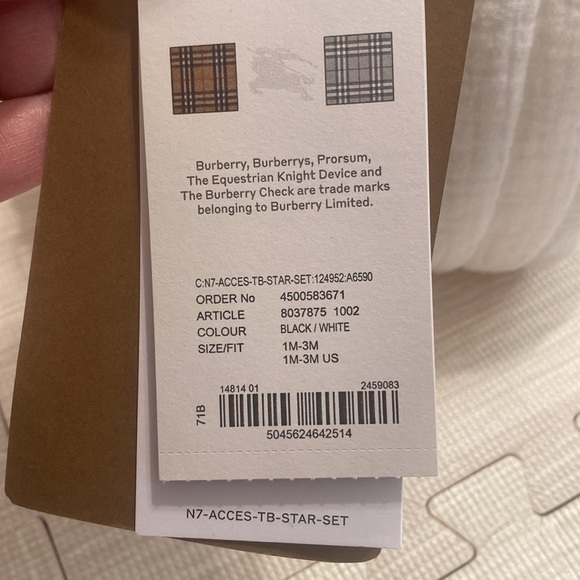 Burberry, Burberrys, Prorsum,
The Equestrian Knight Device and
The Burberry Check are trade marks
belonging to Burberry Limited.
C:N7-ACCES-TB-STAR-SET:124952:A6590
ORDER No 4500583671
ARTICLE 8037875 1002
COLOUR BLACK / WHITE
SIZE/FIT 1M-3M
1M-3M US
14814 01 2459083
71B
5045624642514
N7-ACCES-TB-STAR-SET